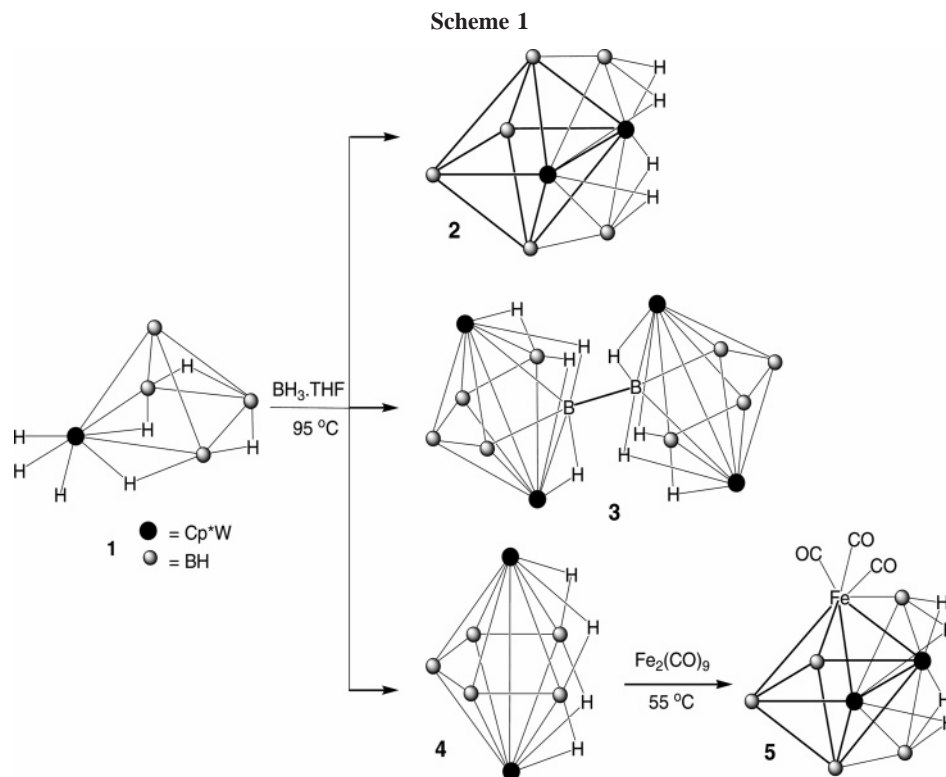 Scheme 1
H
H
H
H
2
H
H
H
H
B
B
H
H
H
H
3
H
H
H
H
H
H
H
1
BH₃.THF
95 °C
= Cp*W
= BH
H
H
H
H
4
Fe₂(CO)₉
55 °C
CO
OC
CO
Fe
H
H
H
H
5